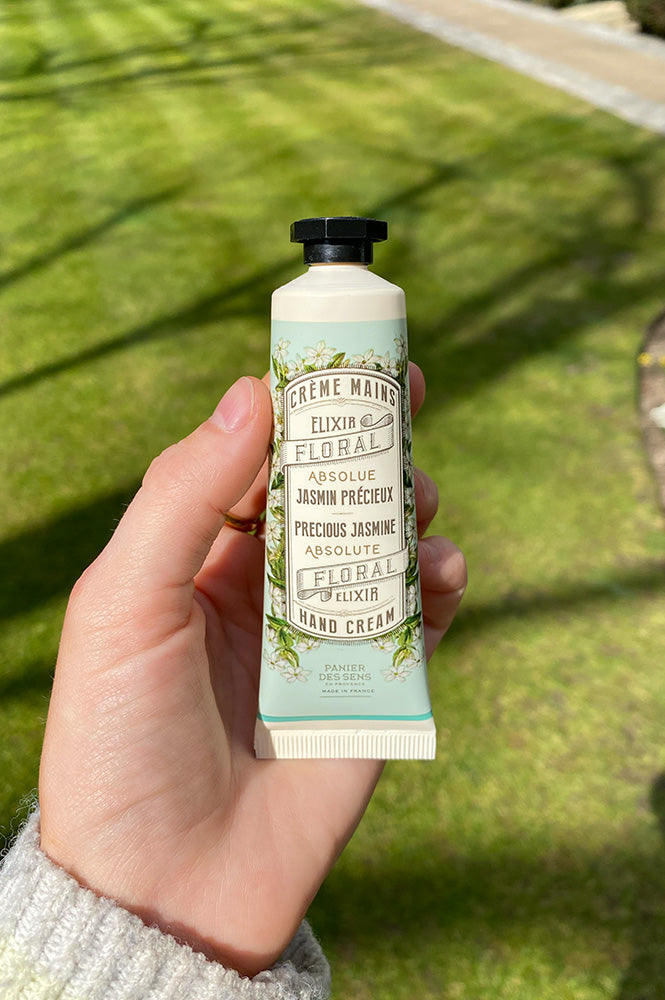 CRÈME MAINS
ELIXIR
FLORAL
ABSOLUE
JASMIN PRÉCIEUX
PRECIOUS JASMINE
ABSOLUTE
FLORAL
ELIXIR
HAND CREAM
PANIER
DES SENS
EN PROVENCE
MADE IN FRANCE